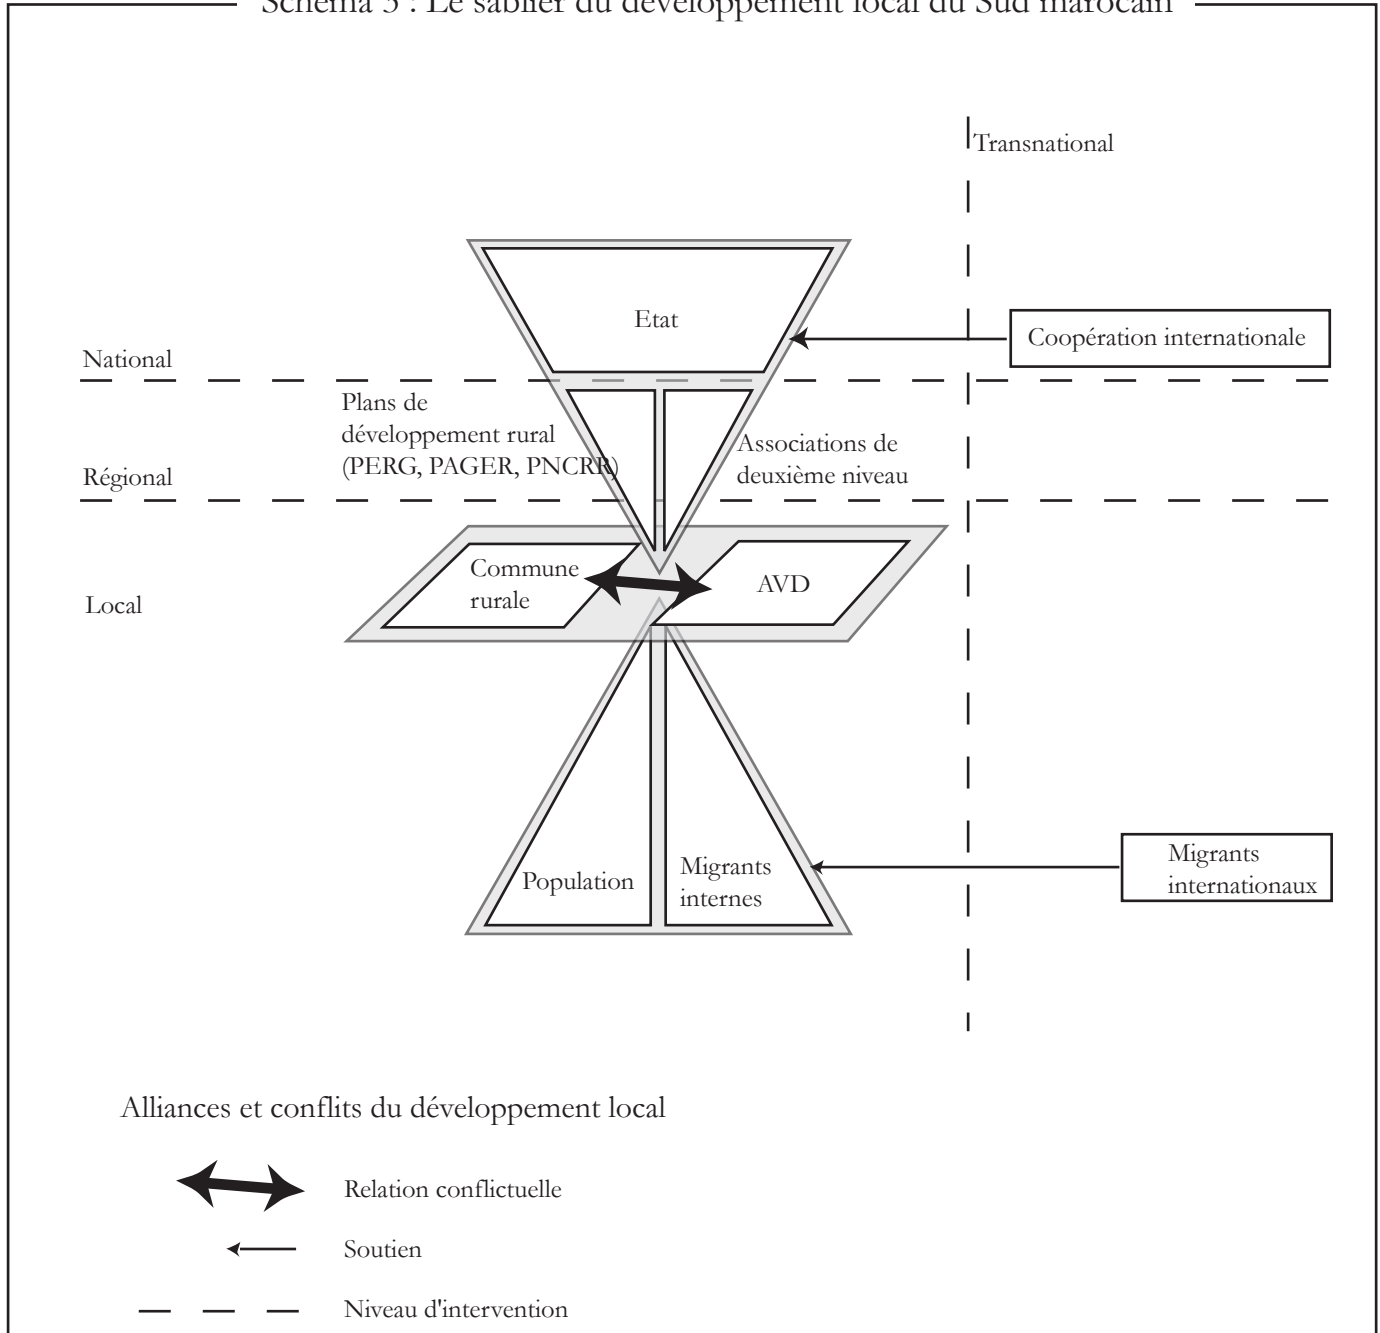 Schéma 5 : Le sablier du développement local du Sud marocain
Transnational
Etat
Coopération internationale
National
Plans de
développement rural
(PERG, PAGER, PNCRR)
Associations de
deuxième niveau
Régional
Commune
rurale
AVD
Local
Population
Migrants
internes
Migrants
internationaux
Alliances et conflits du développement local
Relation conflictuelle
Soutien
Niveau d'intervention